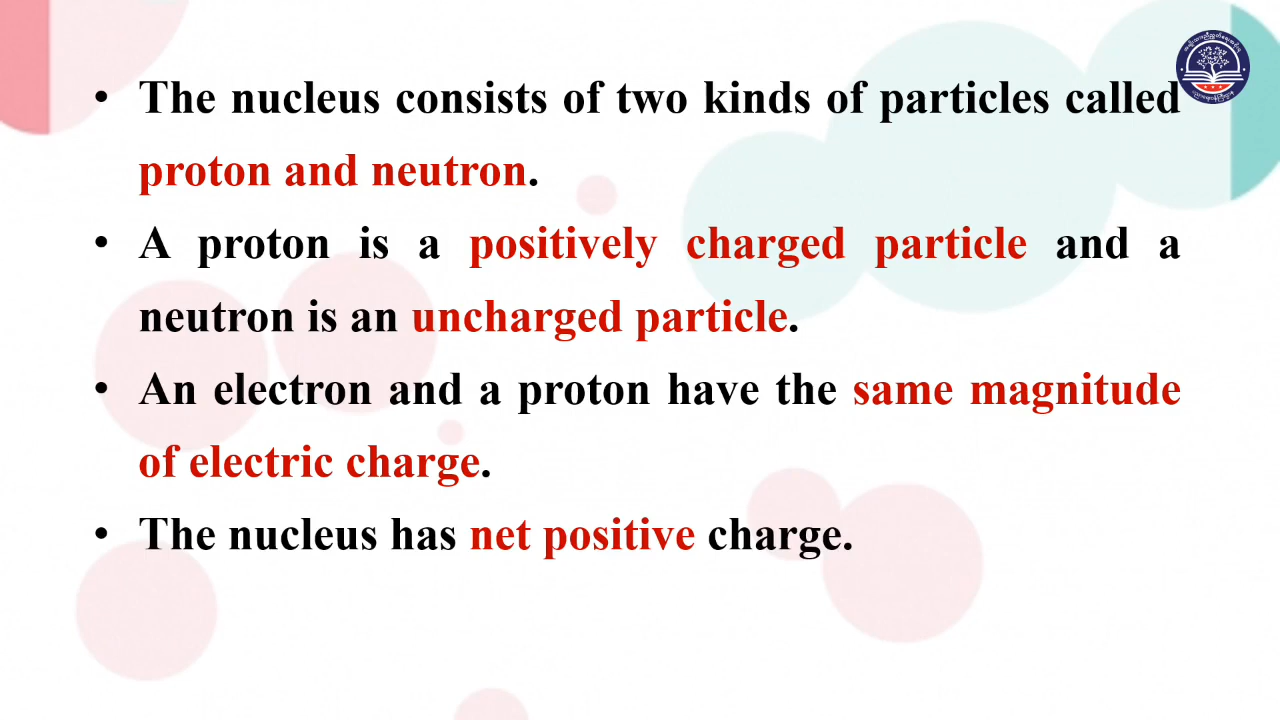 • The nucleus consists of two kinds of particles called
proton and neutron.
• A proton is a positively charged particle and a
neutron is an uncharged particle.
• An electron and a proton have the same magnitude
of electric charge.
• The nucleus has net positive charge.